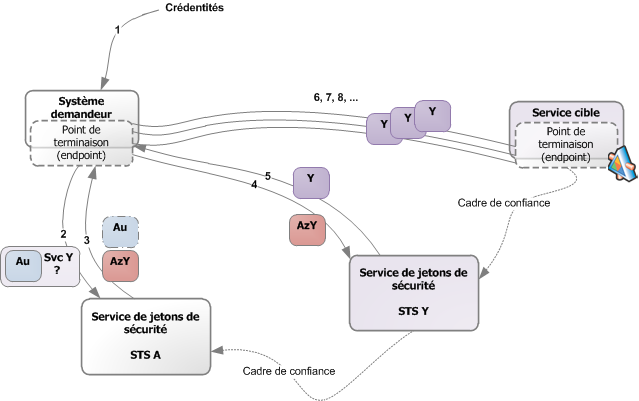 Crédentités
1
Système
demandeur
Point de
terminaison
(endpoint)
6, 7, 8, ...
Y
Y
Y
Service cible
Point de
terminaison
(endpoint)
5
4
Y
AzY
Cadre de confiance
2
3
Au
AzY
Au
Svc Y
?
Service de jetons de
sécurité
STS Y
Service de jetons de
sécurité
STS A
Cadre de confiance